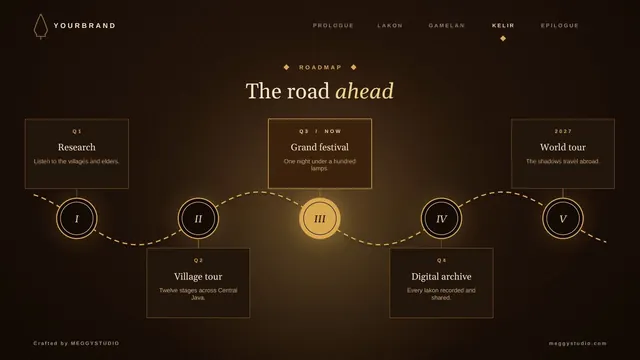 YOURBRAND
PROLOGUE LAKON GAMELAN KELIR EPILOGUE
ROADMAP
The road ahead
Q1
Research
Listen to the villages and elders.
Q3 / NOW
Grand festival
One night under a hundred
lamps.
2027
World tour
The shadows travel abroad.
I
II
III
IV
V
Q2
Village tour
Twelve stages across Central
Java.
Q4
Digital archive
Every lakon recorded and
shared.
Crafted by MEGGYSTUDIO
meggystudio.com